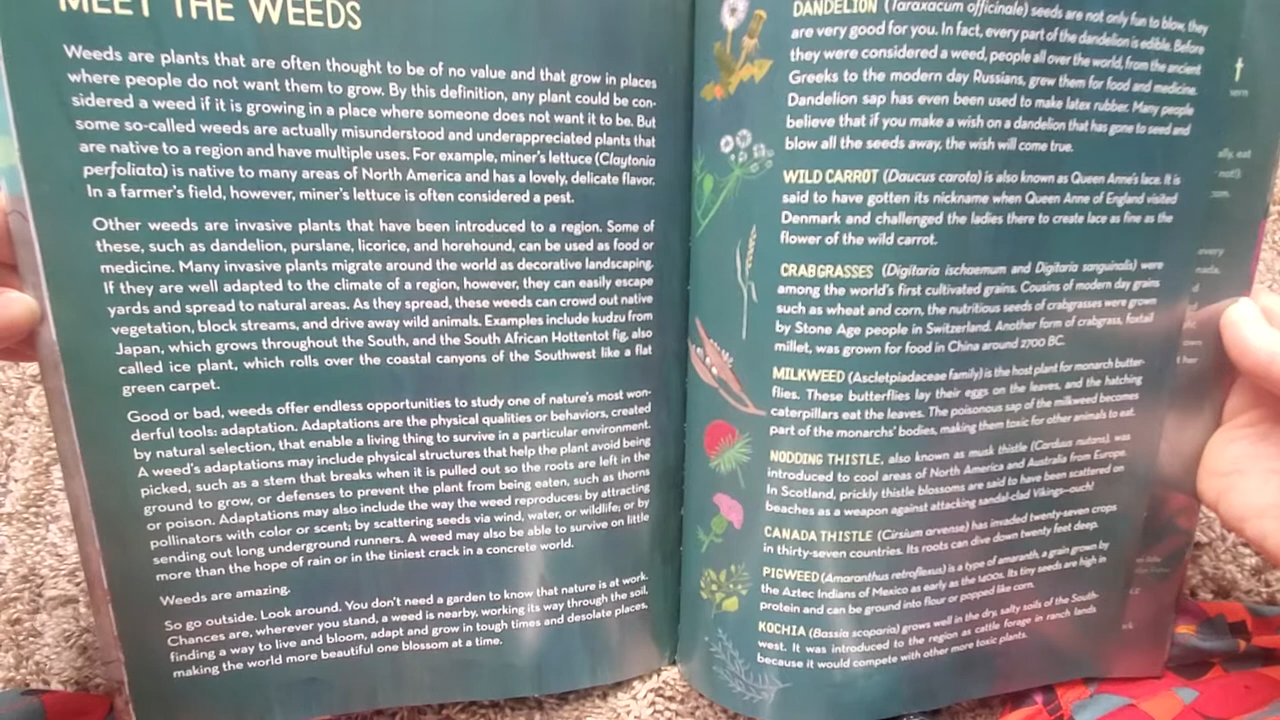 MEET THE WEEDS
Weeds are plants that are often thought to be of no value and that grow in places
where people do not want them to grow. By this definition, any plant could be con-
sidered a weed if it is growing in a place where someone does not want it to be. But
some so-called weeds are actually misunderstood and underappreciated plants that
are native to a region and have multiple uses. For example, miner's lettuce (Claytonia
perfoliata) is native to many areas of North America and has a lovely, delicate flavor.
In a farmer's field, however, miner's lettuce is often considered a pest.
Other weeds are invasive plants that have been introduced to a region. Some of
these, such as dandelion, purslane, licorice, and horehound, can be used as food or
medicine. Many invasive plants migrate around the world as decorative landscaping.
If they are well adapted to the climate of a region, however, they can easily escape
yards and spread to natural areas. As they spread, these weeds can crowd out native
vegetation, block streams, and drive away wild animals. Examples include kudzu from
Japan, which grows throughout the South, and the South African Hottentot fig, also
called ice plant, which rolls over the coastal canyons of the Southwest like a flat
green carpet.
Good or bad, weeds offer endless opportunities to study one of nature's most won-
derful tools: adaptation. Adaptations are the physical qualities or behaviors, created
by natural selection, that enable a living thing to survive in a particular environment.
A weed's adaptations may include physical structures that help the plant avoid being
picked, such as a stem that breaks when it is pulled out so the roots are left in the
ground to grow, or defenses to prevent the plant from being eaten, such as thorns
or poison. Adaptations may also include the way the weed reproduces: by attracting
pollinators with color or scent; by scattering seeds via wind, water, or wildlife; or by
sending out long underground runners. A weed may also be able to survive on little
more than the hope of rain or in the tiniest crack in a concrete world.
Weeds are amazing.
So go outside. Look around. You don't need a garden to know that nature is at work.
Chances are, wherever you stand, a weed is nearby, working its way through the soil,
finding a way to live and bloom, adapt and grow in tough times and desolate places,
making the world more beautiful one blossom at a time.
DANDELION (Taraxacum officinale) seeds are not only fun to blow, they
are very good for you. In fact, every part of the dandelion is edible. Before
they were considered a weed, people all over the world, from the ancient
Greeks to the modern day Russians, grew them for food and medicine.
Dandelion sap has even been used to make latex rubber. Many people
believe that if you make a wish on a dandelion that has gone to seed and
blow all the seeds away, the wish will come true.
WILD CARROT (Daucus carota) is also known as Queen Anne's lace. It is
said to have gotten its nickname when Queen Anne of England visited
Denmark and challenged the ladies there to create lace as fine as the
flower of the wild carrot.
CRABGRASSES (Digitaria ischaemum and Digitaria sanguinalis) were
among the world's first cultivated grains. Cousins of modern day grains
such as wheat and corn, the nutritious seeds of crabgrasses were grown
by Stone Age people in Switzerland. Another form of crabgrass, foxtail
millet, was grown for food in China around 2700 BC.
MILKWEED (Ascletpiadaceae family) is the host plant for monarch butter-
flies. These butterflies lay their eggs on the leaves, and the hatching
caterpillars eat the leaves. The poisonous sap of the milkweed becomes
part of the monarchs' bodies, making them toxic for other animals to eat.
NODDING THISTLE, also known as musk thistle (Carduus nutans), was
introduced to cool areas of North America and Australia from Europe.
In Scotland, prickly thistle blossoms are said to have been scattered on
beaches as a weapon against attacking sandal-clad Vikings—ouch!
CANADA THISTLE (Cirsium arvense) has invaded twenty-seven crops
in thirty-seven countries. Its roots can dive down twenty feet deep.
PIGWEED (Amaranthus retroflexus) is a type of amaranth, a grain grown by
the Aztec Indians of Mexico as early as the 1400s. Its tiny seeds are high in
protein and can be ground into flour or popped like corn.
KOCHIA (Bassia scoparia) grows well in the dry, salty soils of the South-
west. It was introduced to the region as cattle forage in ranch lands
because it would compete with other more toxic plants.